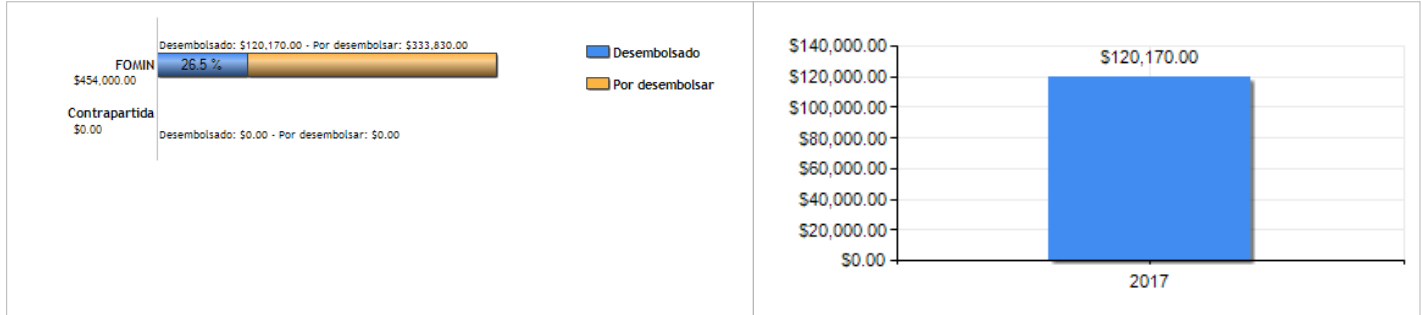 Desembolsado: $120,170.00 - Por desembolsar: $333,830.00
FOMIN
26.5 %
$454,000.00
Contrapartida
$0.00
Desembolsado: $0.00 - Por desembolsar: $0.00
Desembolsado
Por desembolsar
$140,000.00
$120,170.00
$120,000.00
$100,000.00
$80,000.00
$60,000.00
$40,000.00
$20,000.00
$0.00
2017